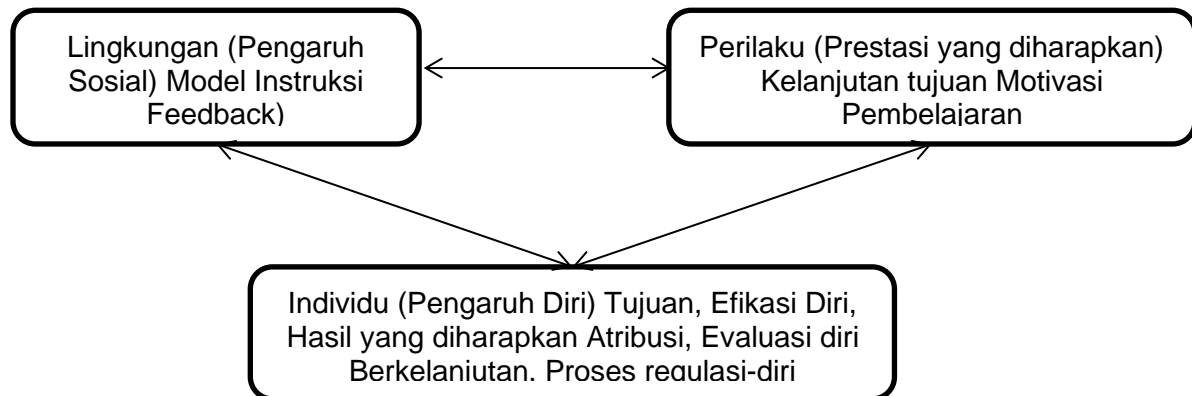 Lingkungan (Pengaruh
Sosial) Model Instruksi
Feedback)
Perilaku (Prestasi yang diharapkan)
Kelanjutan tujuan Motivasi
Pembelajaran
Individu (Pengaruh Diri) Tujuan, Efikasi Diri,
Hasil yang diharapkan Atribusi, Evaluasi diri
Berkelanjutan. Proses regulasi-diri